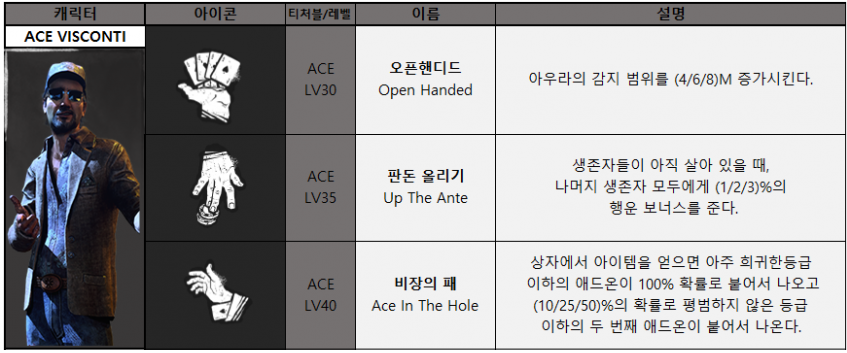 캐릭터 아이콘 티처블/레벨 이름 설명
ACE VISCONTI
ACE
LV30
오픈핸디드
Open Handed
아우라의 감지 범위를 (4/6/8)M 증가시킨다.
ACE
LV35
판돈 올리기
Up The Ante
생존자들이 아직 살아 있을 때,
나머지 생존자 모두에게 (1/2/3)%의
행운 보너스를 준다.
ACE
LV40
비장의 패
Ace In The Hole
상자에서 아이템을 얻으면 아주 희귀한등급
이하의 애드온이 100% 확률로 붙어서 나오고
(10/25/50)%의 확률로 평범하지 않은 등급
이하의 두 번째 애드온이 붙어서 나온다.